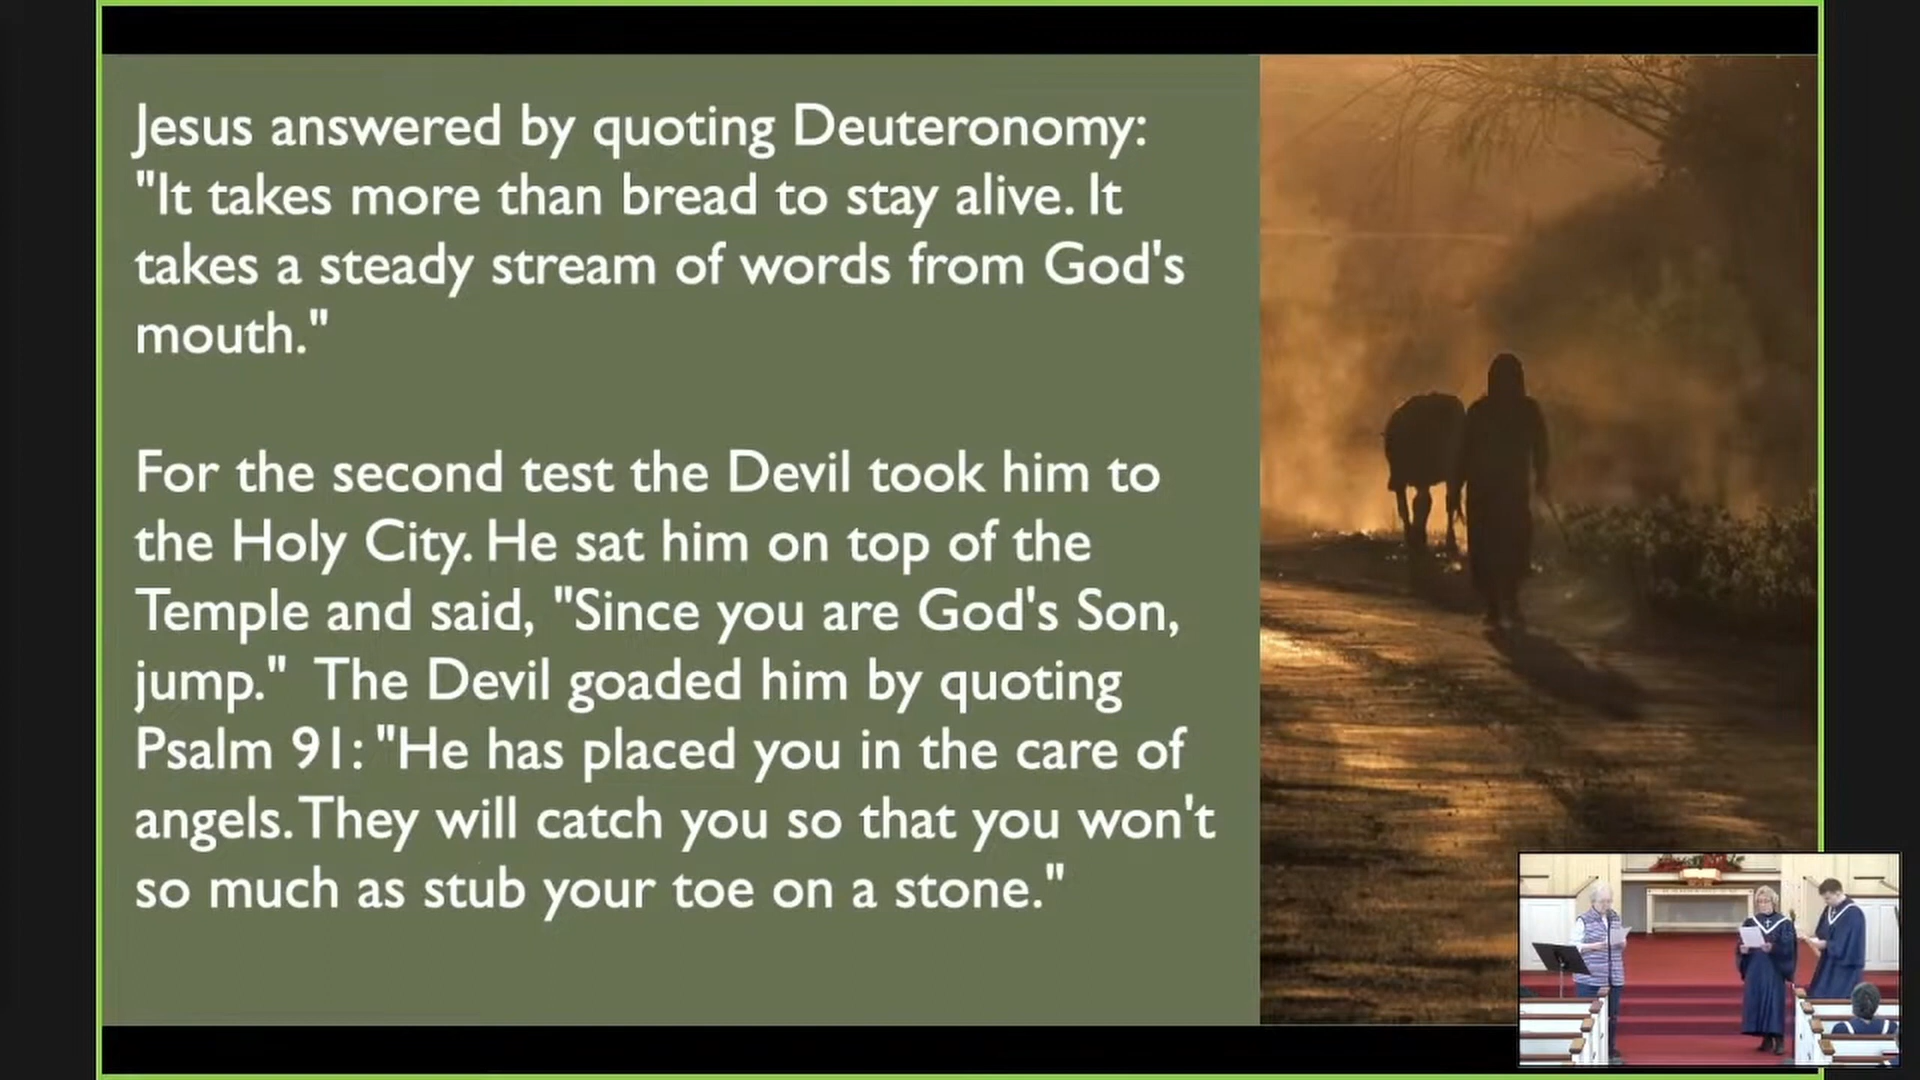 Jesus answered by quoting Deuteronomy:
"It takes more than bread to stay alive. It
takes a steady stream of words from God's
mouth."
For the second test the Devil took him to
the Holy City. He sat him on top of the
Temple and said, "Since you are God's Son,
jump."  The Devil goaded him by quoting
Psalm 91: "He has placed you in the care of
angels. They will catch you so that you won't
so much as stub your toe on a stone."